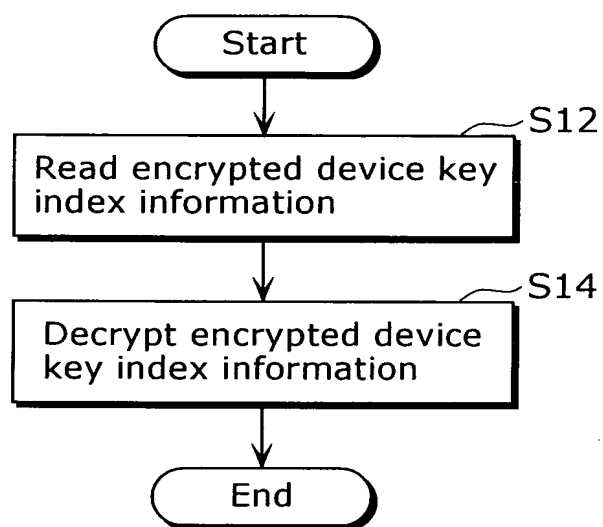 Start
S12
Read encrypted device key
index information
S14
Decrypt encrypted device
key index information
End